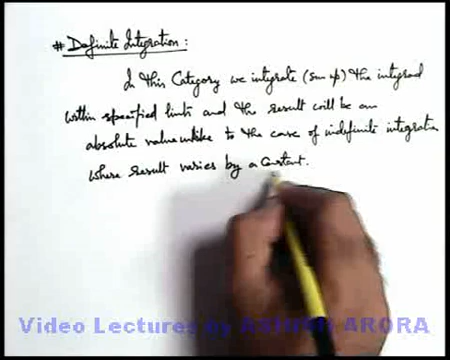 # Definite Integration :
In this Category we integrate (sum up) the integrad
within specified limits and the result will be an
absolute value unlike to the case of indefinite integration
where result varies by a constant.
Video Lectures by ASHISH ARORA